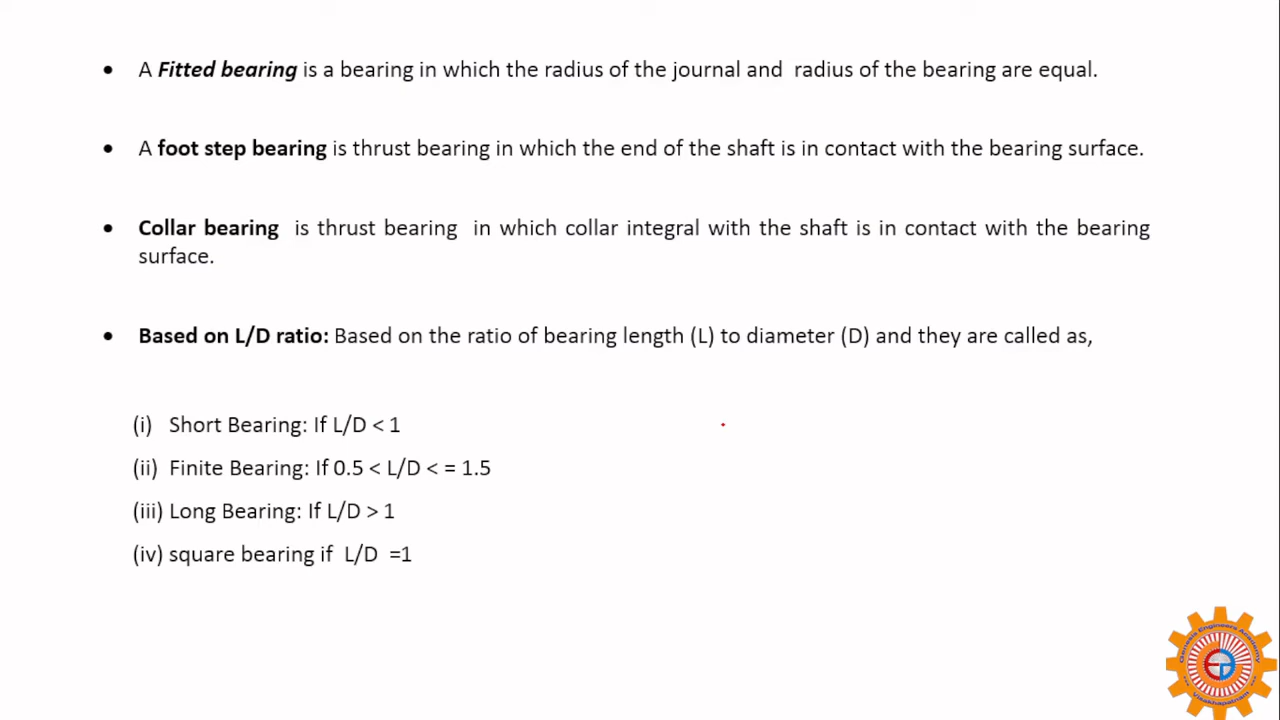 • A Fitted bearing is a bearing in which the radius of the journal and radius of the bearing are equal.
• A foot step bearing is thrust bearing in which the end of the shaft is in contact with the bearing surface.
• Collar bearing is thrust bearing in which collar integral with the shaft is in contact with the bearing
surface.
• Based on L/D ratio: Based on the ratio of bearing length (L) to diameter (D) and they are called as,
(i) Short Bearing: If L/D < 1
(ii) Finite Bearing: If 0.5 < L/D < = 1.5
(iii) Long Bearing: If L/D > 1
(iv) square bearing if L/D =1
Genesis Engineers Academy
Visakhapatnam